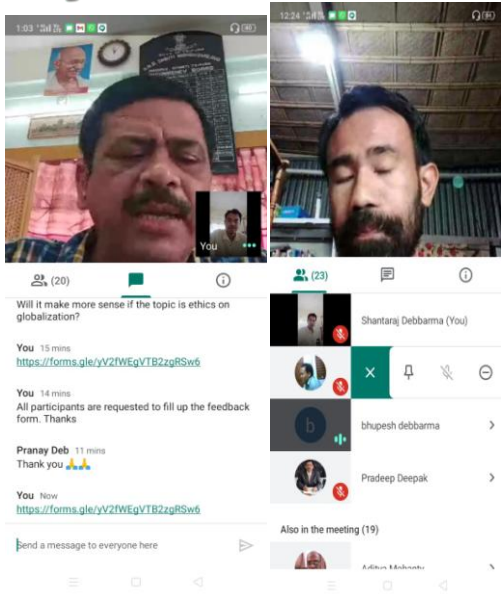 1:03
You
(20)
Will it make more sense if the topic is ethics on
globalization?
You 15 mins
https://forms.gle/yV2fWEgVTB2zgRSw6
You 14 mins
All participants are requested to fill up the feedback
form. Thanks
Pranay Deb 11 mins
Thank you 🙏🙏
You Now
https://forms.gle/yV2fWEgVTB2zgRSw6
Send a message to everyone here
12:24
(23)
Shantaraj Debbarma (You)
b
bhupesh debbarma
Pradeep Deepak
Also in the meeting (19)
Aditya Mohanty